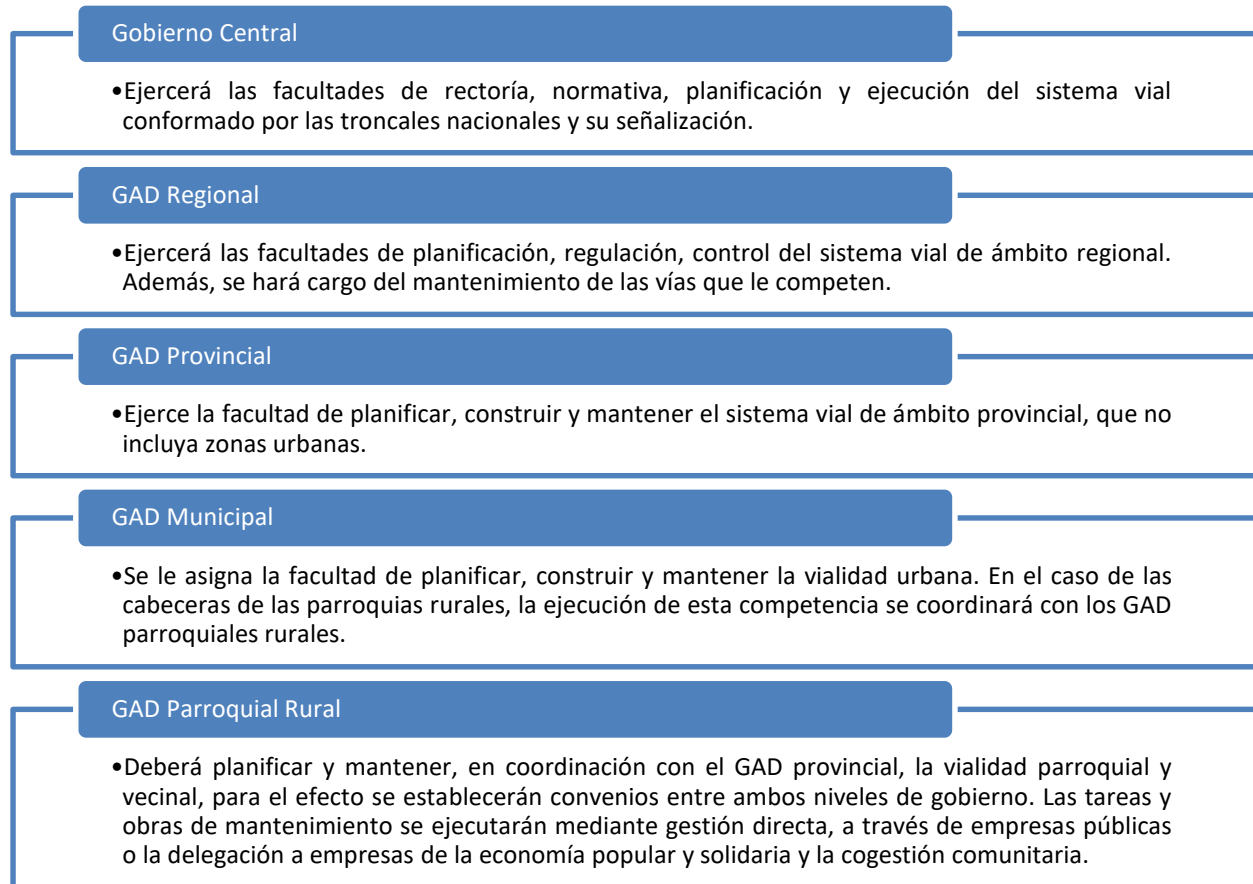 Gobierno Central
•Ejercerá las facultades de rectoría, normativa, planificación y ejecución del sistema vial
conformado por las troncales nacionales y su señalización.
GAD Regional
•Ejercerá las facultades de planificación, regulación, control del sistema vial de ámbito regional.
Además, se hará cargo del mantenimiento de las vías que le competen.
GAD Provincial
•Ejerce la facultad de planificar, construir y mantener el sistema vial de ámbito provincial, que no
incluya zonas urbanas.
GAD Municipal
•Se le asigna la facultad de planificar, construir y mantener la vialidad urbana. En el caso de las
cabeceras de las parroquias rurales, la ejecución de esta competencia se coordinará con los GAD
parroquiales rurales.
GAD Parroquial Rural
•Deberá planificar y mantener, en coordinación con el GAD provincial, la vialidad parroquial y
vecinal, para el efecto se establecerán convenios entre ambos niveles de gobierno. Las tareas y
obras de mantenimiento se ejecutarán mediante gestión directa, a través de empresas públicas
o la delegación a empresas de la economía popular y solidaria y la cogestión comunitaria.